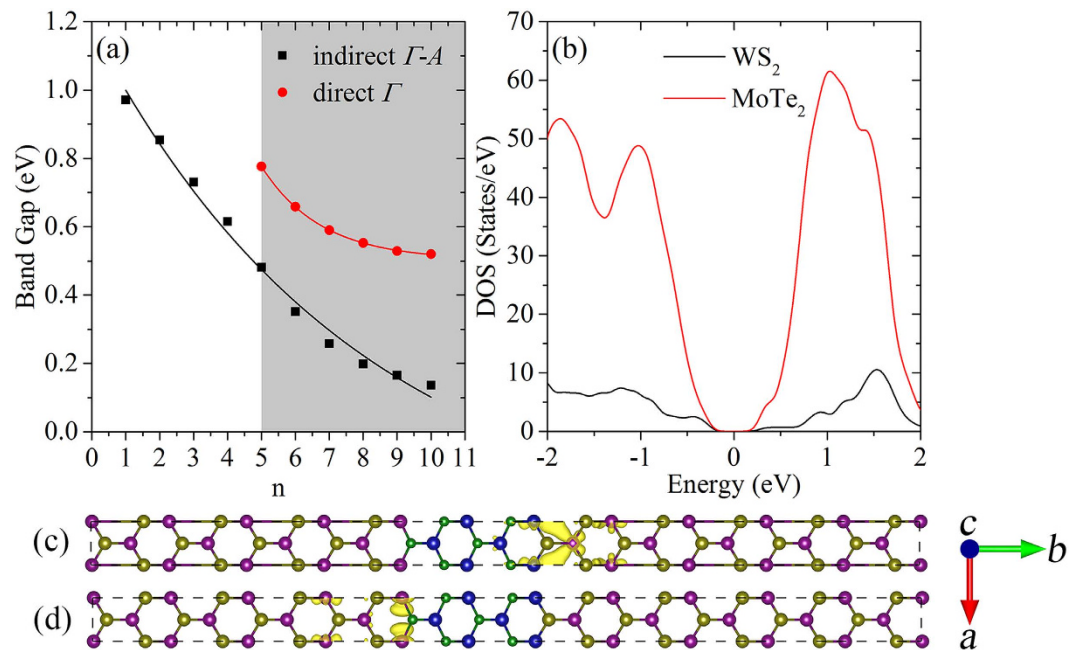 (a)
indirect Γ-A
direct Γ
Band Gap (eV)
1.2
1.0
0.8
0.6
0.4
0.2
0.0
0 1 2 3 4 5 6 7 8 9 10 11
n
(b)
WS₂
MoTe₂
DOS (States/eV)
70
60
50
40
30
20
10
0
-2 -1 0 1 2
Energy (eV)
(c)
(d)
c
b
a